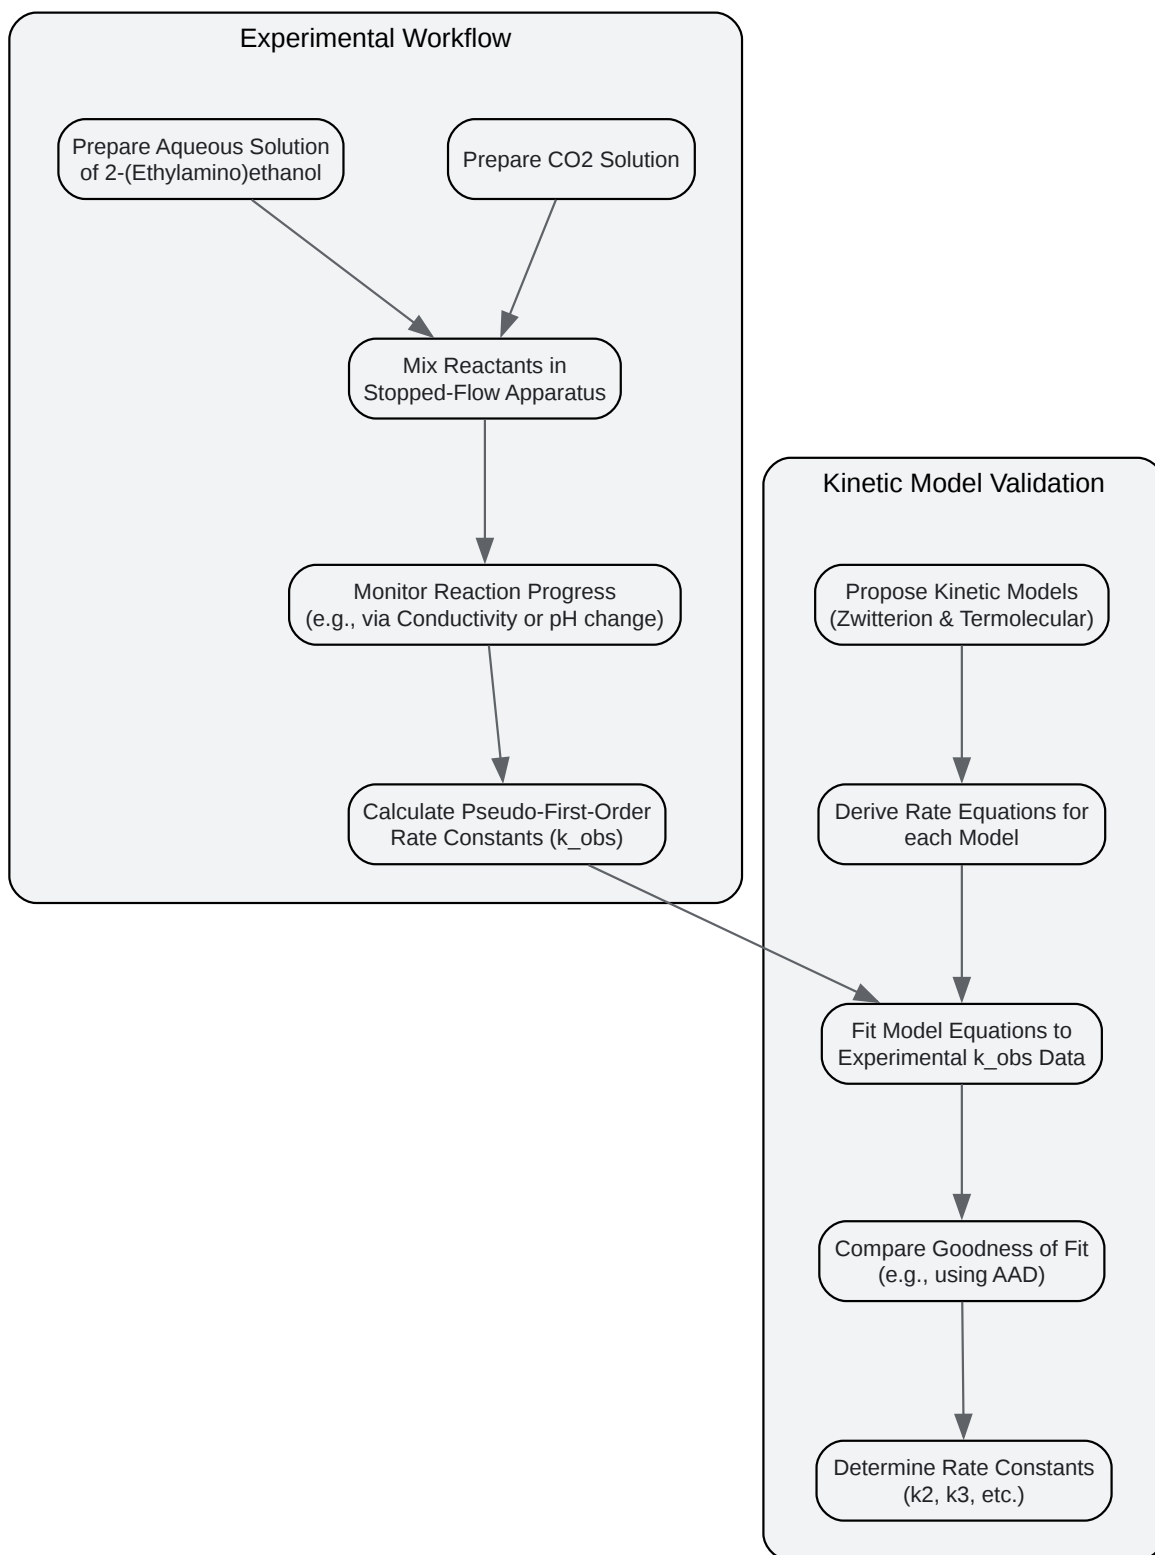 Experimental Workflow
Prepare Aqueous Solution
of 2-(Ethylamino)ethanol
Prepare CO2 Solution
Mix Reactants in
Stopped-Flow Apparatus
Monitor Reaction Progress
(e.g., via Conductivity or pH change)
Calculate Pseudo-First-Order
Rate Constants (k_obs)
Kinetic Model Validation
Propose Kinetic Models
(Zwitterion & Termolecular)
Derive Rate Equations for
each Model
Fit Model Equations to
Experimental k_obs Data
Compare Goodness of Fit
(e.g., using AAD)
Determine Rate Constants
(k2, k3, etc.)